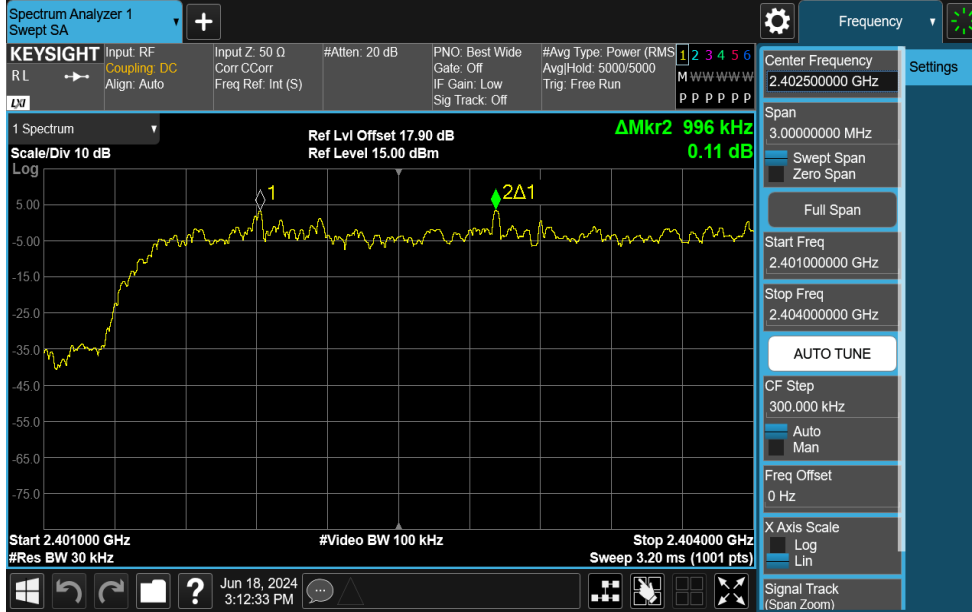 Spectrum Analyzer 1
Swept SA
Frequency
KEYSIGHT
R L
LXI
Input: RF
Coupling: DC
Align: Auto
Input Z: 50 Ω
Corr CCorr
Freq Ref: Int (S)
#Atten: 20 dB
PNO: Best Wide
Gate: Off
IF Gain: Low
Sig Track: Off
#Avg Type: Power (RMS
Avg|Hold: 5000/5000
Trig: Free Run
1 2 3 4 5 6
M W W W W W
P P P P P P
Center Frequency
2.402500000 GHz
Settings
Span
3.00000000 MHz
Swept Span
Zero Span
Full Span
Start Freq
2.401000000 GHz
Stop Freq
2.404000000 GHz
AUTO TUNE
CF Step
300.000 kHz
Auto
Man
Freq Offset
0 Hz
X Axis Scale
Log
Lin
Signal Track
(Span Zoom)
1 Spectrum
Scale/Div 10 dB
Log
Ref Lvl Offset 17.90 dB
Ref Level 15.00 dBm
ΔMkr2 996 kHz
0.11 dB
1
2Δ1
5.00
-5.00
-15.0
-25.0
-35.0
-45.0
-55.0
-65.0
-75.0
Start 2.401000 GHz
#Res BW 30 kHz
#Video BW 100 kHz
Stop 2.404000 GHz
Sweep 3.20 ms (1001 pts)
?
Jun 18, 2024
3:12:33 PM